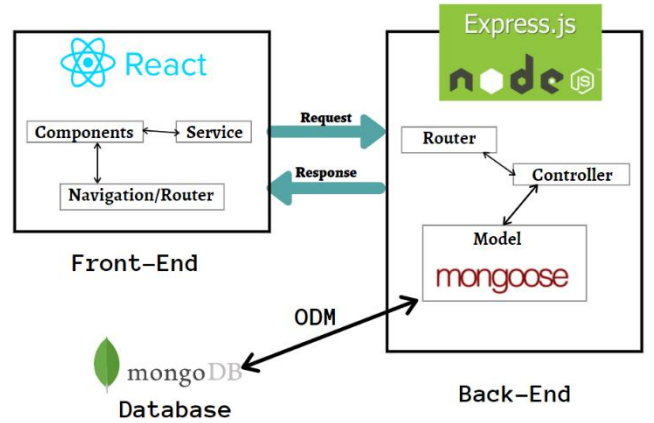 React
Components
Service
Navigation/Router
Front-End
Request
Response
Express.js
node
JS
Router
Controller
Model
mongoose
Back-End
ODM
mongoDB
Database